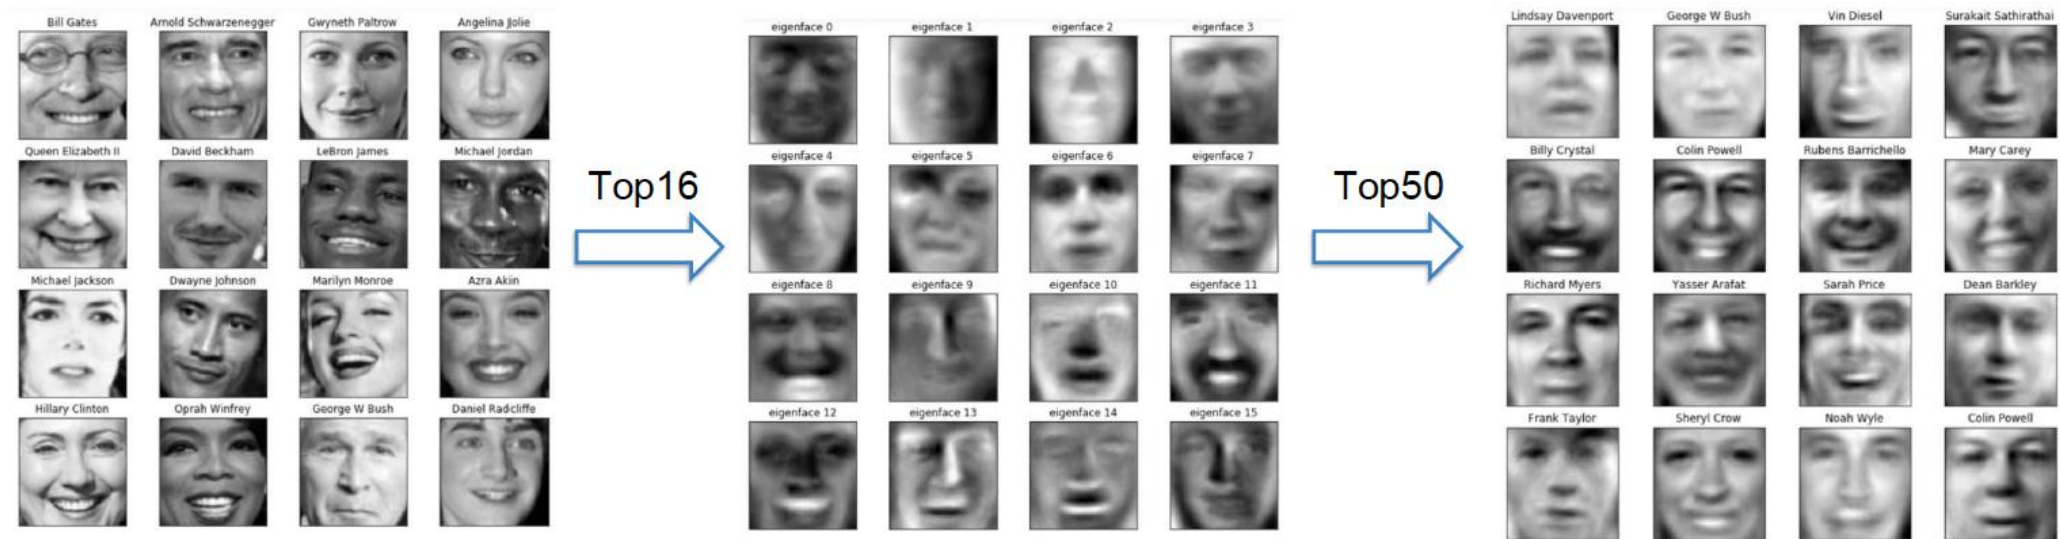 Bill Gates
Arnold Schwarzenegger
Gwyneth Paltrow
Angelina Jolie
Queen Elizabeth II
David Beckham
LeBron James
Michael Jordan
Michael Jackson
Dwayne Johnson
Marilyn Monroe
Azra Akin
Hillary Clinton
Oprah Winfrey
George W Bush
Daniel Radcliffe
Top16
eigenface 0
eigenface 1
eigenface 2
eigenface 3
eigenface 4
eigenface 5
eigenface 6
eigenface 7
eigenface 8
eigenface 9
eigenface 10
eigenface 11
eigenface 12
eigenface 13
eigenface 14
eigenface 15
Top50
Lindsay Davenport
George W Bush
Vin Diesel
Surakait Sathirathai
Billy Crystal
Colin Powell
Rubens Barrichello
Mary Carey
Richard Myers
Yasser Arafat
Sarah Price
Dean Barkley
Frank Taylor
Sheryl Crow
Noah Wyle
Colin Powell